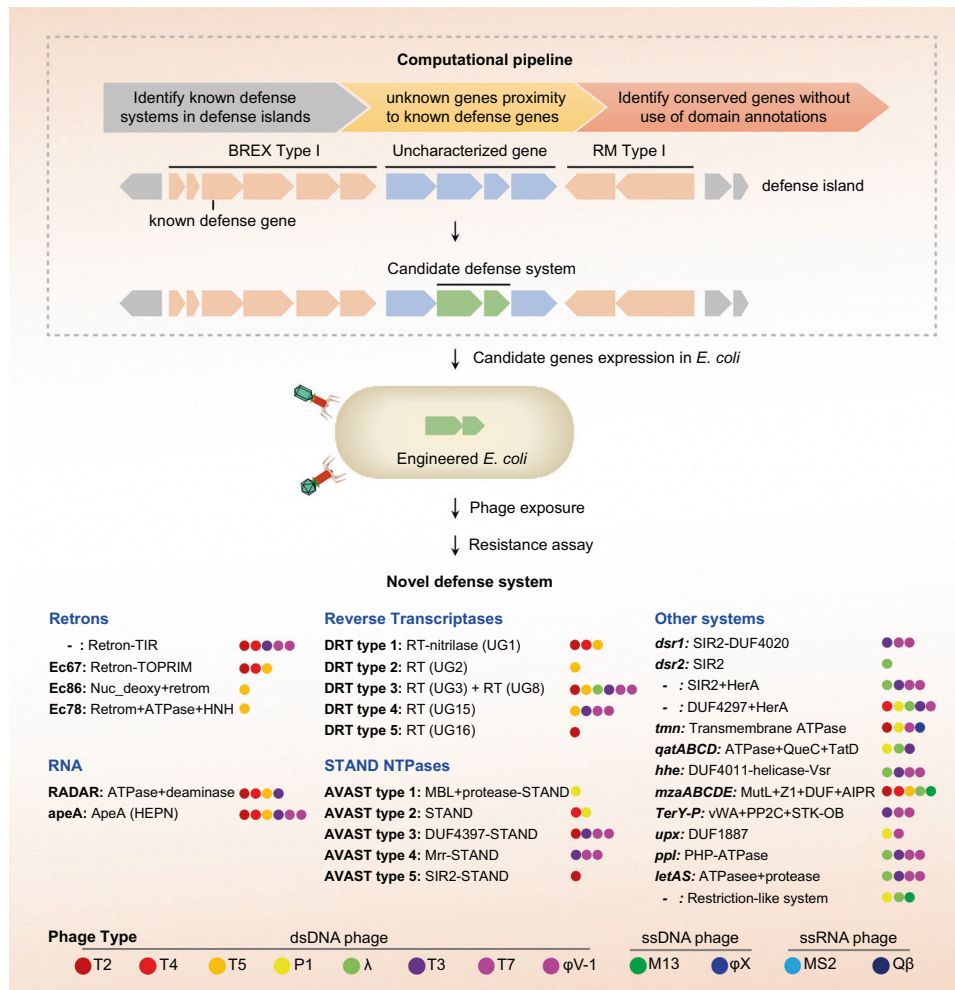 Computational pipeline
Identify known defense
systems in defense islands
unknown genes proximity
to known defense genes
Identify conserved genes without
use of domain annotations
BREX Type I
Uncharacterized gene
RM Type I
defense island
known defense gene
Candidate defense system
Candidate genes expression in E. coli
Engineered E. coli
Phage exposure
Resistance assay
Novel defense system
Retrons
- : Retron-TIR
Ec67: Retron-TOPRIM
Ec86: Nuc_deoxy+retrom
Ec78: Retrom+ATPase+HNH
RNA
RADAR: ATPase+deaminase
apeA: ApeA (HEPN)
Reverse Transcriptases
DRT type 1: RT-nitrilase (UG1)
DRT type 2: RT (UG2)
DRT type 3: RT (UG3) + RT (UG8)
DRT type 4: RT (UG15)
DRT type 5: RT (UG16)
STAND NTPases
AVAST type 1: MBL+protease-STAND
AVAST type 2: STAND
AVAST type 3: DUF4397-STAND
AVAST type 4: Mrr-STAND
AVAST type 5: SIR2-STAND
Other systems
dsr1: SIR2-DUF4020
dsr2: SIR2
- : SIR2+HerA
- : DUF4297+HerA
tmn: Transmembrane ATPase
qatABCD: ATPase+QueC+TatD
hhe: DUF4011-helicase-Vsr
mzaABCDE: MutL+Z1+DUF+AIPR
TerY-P: vWA+PP2C+STK-OB
upx: DUF1887
ppl: PHP-ATPase
letAS: ATPasee+protease
- : Restriction-like system
Phage Type
dsDNA phage
ssDNA phage
ssRNA phage
T2 T4 T5 P1 λ T3 T7 φV-1 M13 φX MS2 Qβ